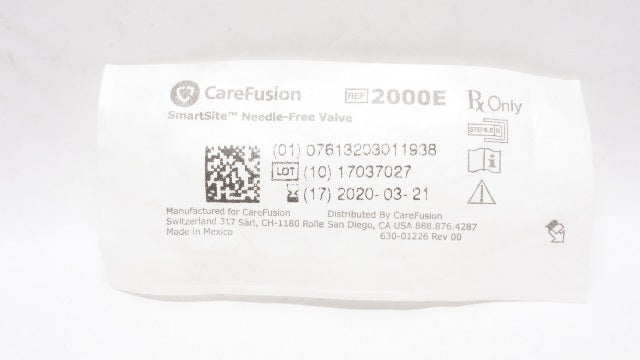 CareFusion
REF 2000E
Rx Only
SmartSite™ Needle-Free Valve
STERILE R
(01) 07613203011938
LOT (10) 17037027
(17) 2020-03-21
Manufactured for CareFusion Distributed By CareFusion
Switzerland 317 Sàrl, CH-1180 Rolle San Diego, CA USA 888.876.4287
Made in Mexico 630-01226 Rev 00